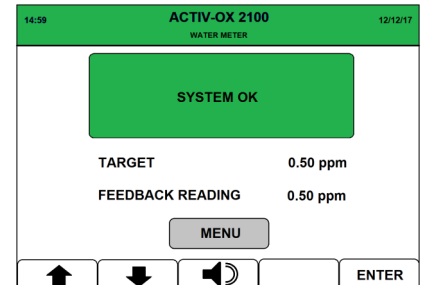 14:59 ACTIV-OX 2100 12/12/17
WATER METER
SYSTEM OK
TARGET 0.50 ppm
FEEDBACK READING 0.50 ppm
MENU
ENTER